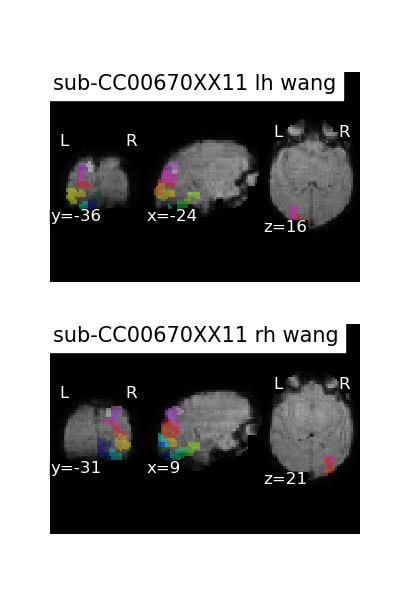 sub-CC00670XX11 lh wang
L R L R
y=-36 x=-24 z=16
sub-CC00670XX11 rh wang
L R L R
y=-31 x=9 z=21